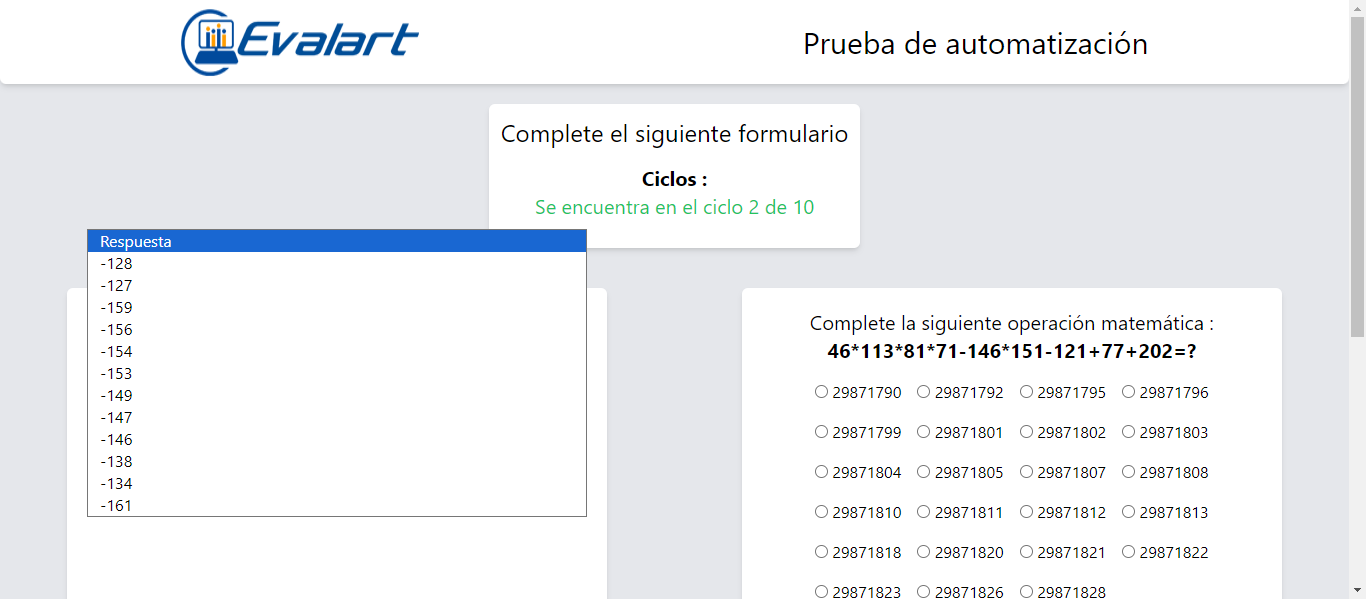 Evalart
Prueba de automatización
Complete el siguiente formulario
Ciclos :
Se encuentra en el ciclo 2 de 10
Respuesta
-128
-127
-159
-156
-154
-153
-149
-147
-146
-138
-134
-161
Complete la siguiente operación matemática :
46*113*81*71-146*151-121+77+202=?
29871790 29871792 29871795 29871796
29871799 29871801 29871802 29871803
29871804 29871805 29871807 29871808
29871810 29871811 29871812 29871813
29871818 29871820 29871821 29871822
29871823 29871826 29871828